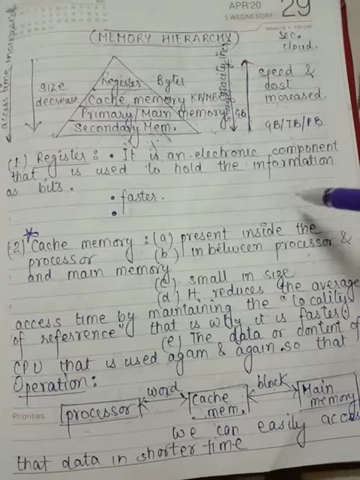 APR'20
WEDNESDAY
29
(MEMORY HIERARCHY)
sec.
cloud.
access time increased
size
decrease
Register Bytes
Cache memory KB/MB
Primary/Main memory GB
Secondary Mem.
speed &
cost
increased.
GB/TB/PB
(1) Register: • It is an electronic component
that is used to hold the information
as bits.
• faster.
•
(2) Cache memory: (a) present inside the
processor
(b) in between processor &
and main memory
(c) small in size
(d) It reduces the average
access time by maintaining the "locality
of referrence" that is why it is faster
(e) The data or content of
CPU that is used again & again so that
Operation:
processor word Cache mem. block Main memory
Priorities
we can easily access
that data in shorter time